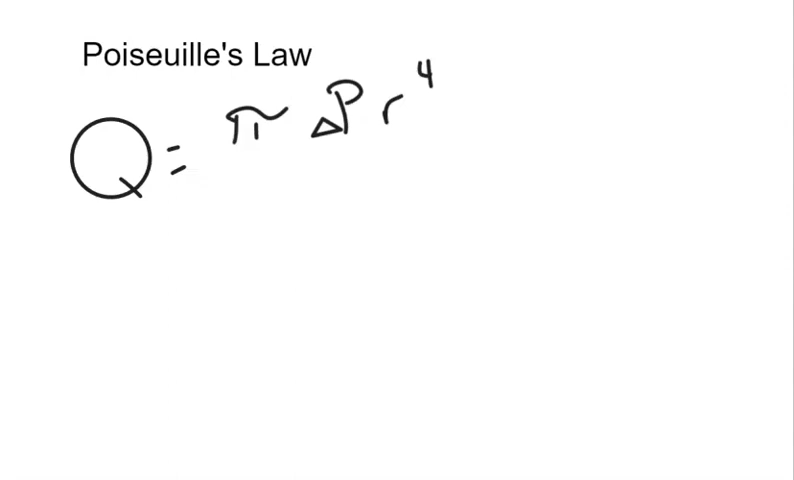 Poiseuille's Law
Q = π ΔP r⁴